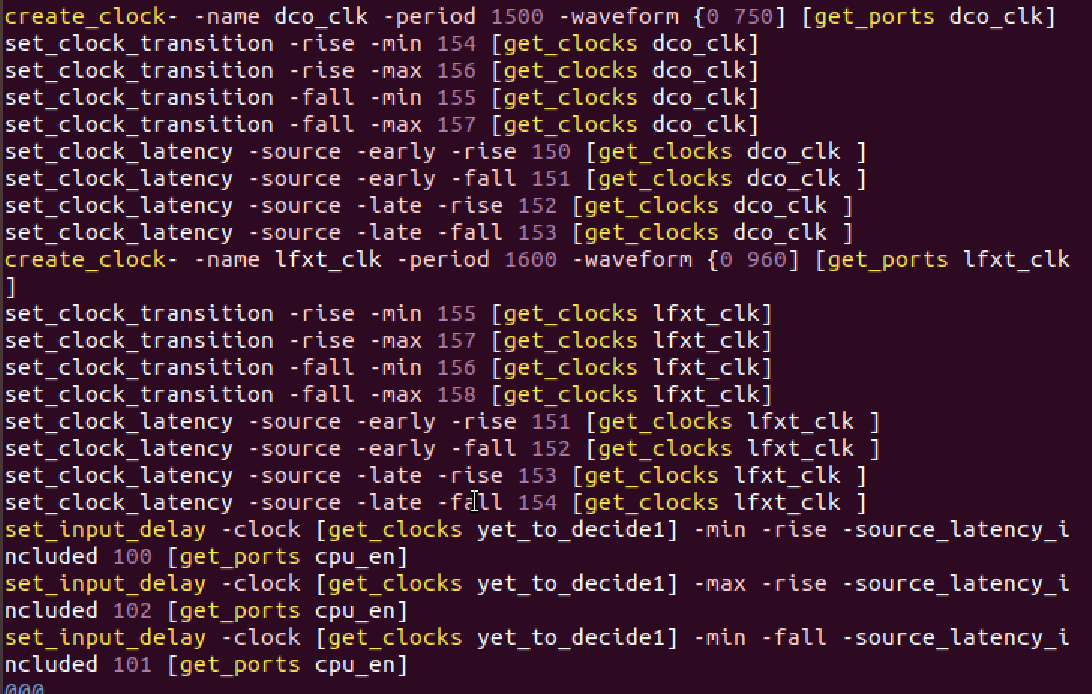 create_clock- -name dco_clk -period 1500 -waveform {0 750} [get_ports dco_clk]
set_clock_transition -rise -min 154 [get_clocks dco_clk]
set_clock_transition -rise -max 156 [get_clocks dco_clk]
set_clock_transition -fall -min 155 [get_clocks dco_clk]
set_clock_transition -fall -max 157 [get_clocks dco_clk]
set_clock_latency -source -early -rise 150 [get_clocks dco_clk ]
set_clock_latency -source -early -fall 151 [get_clocks dco_clk ]
set_clock_latency -source -late -rise 152 [get_clocks dco_clk ]
set_clock_latency -source -late -fall 153 [get_clocks dco_clk ]
create_clock- -name lfxt_clk -period 1600 -waveform {0 960} [get_ports lfxt_clk
]
set_clock_transition -rise -min 155 [get_clocks lfxt_clk]
set_clock_transition -rise -max 157 [get_clocks lfxt_clk]
set_clock_transition -fall -min 156 [get_clocks lfxt_clk]
set_clock_transition -fall -max 158 [get_clocks lfxt_clk]
set_clock_latency -source -early -rise 151 [get_clocks lfxt_clk ]
set_clock_latency -source -early -fall 152 [get_clocks lfxt_clk ]
set_clock_latency -source -late -rise 153 [get_clocks lfxt_clk ]
set_clock_latency -source -late -fall 154 [get_clocks lfxt_clk ]
set_input_delay -clock [get_clocks yet_to_decide1] -min -rise -source_latency_i
ncluded 100 [get_ports cpu_en]
set_input_delay -clock [get_clocks yet_to_decide1] -max -rise -source_latency_i
ncluded 102 [get_ports cpu_en]
set_input_delay -clock [get_clocks yet_to_decide1] -min -fall -source_latency_i
ncluded 101 [get_ports cpu_en]
@@@